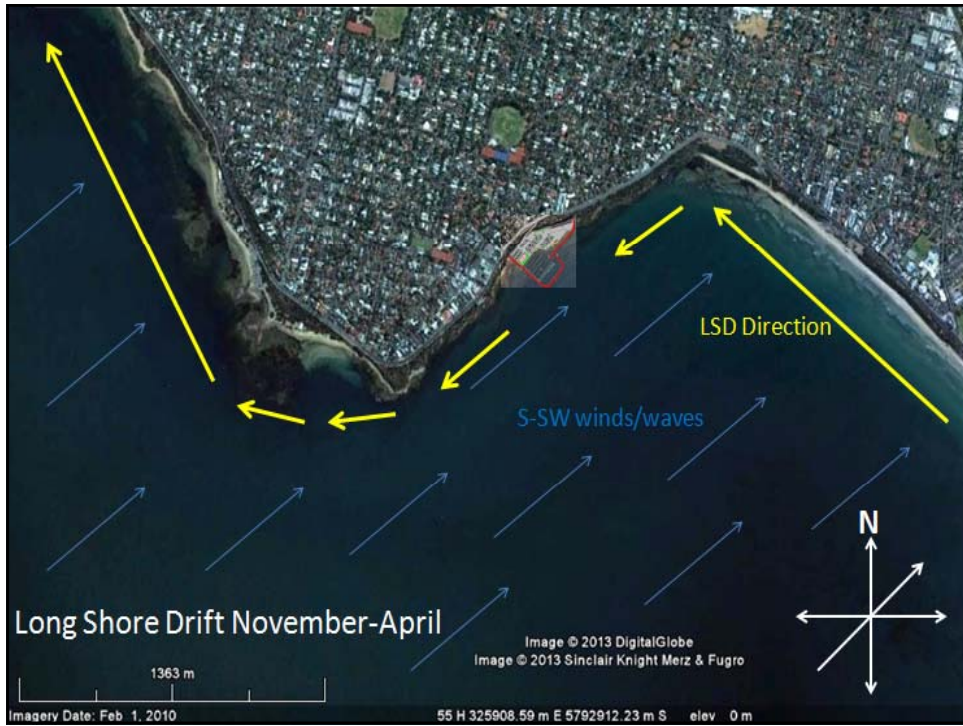 LSD Direction
S-SW winds/waves
N
Long Shore Drift November-April
Image © 2013 DigitalGlobe
Image © 2013 Sinclair Knight Merz & Fugro
1363 m
Imagery Date: Feb 1, 2010
55 H 325908.59 m E 5792912.23 m S elev 0 m